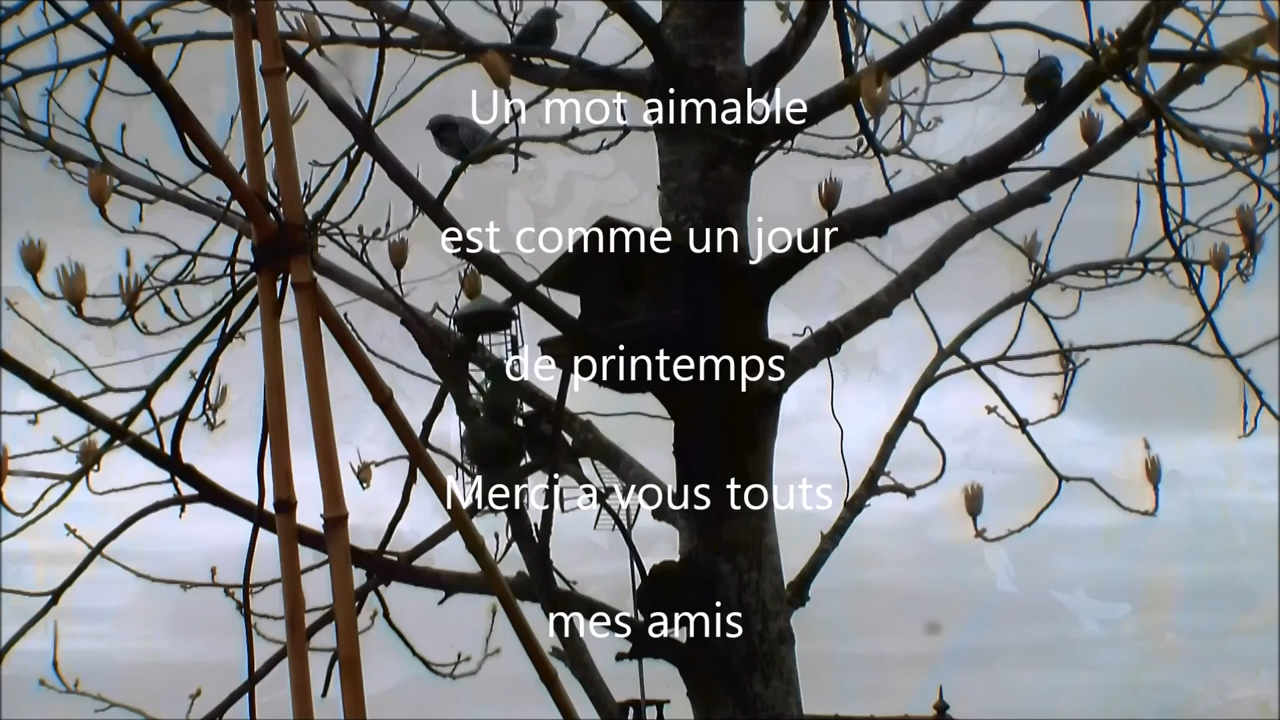 Un mot aimable
est comme un jour
de printemps
Merci a vous touts
mes amis